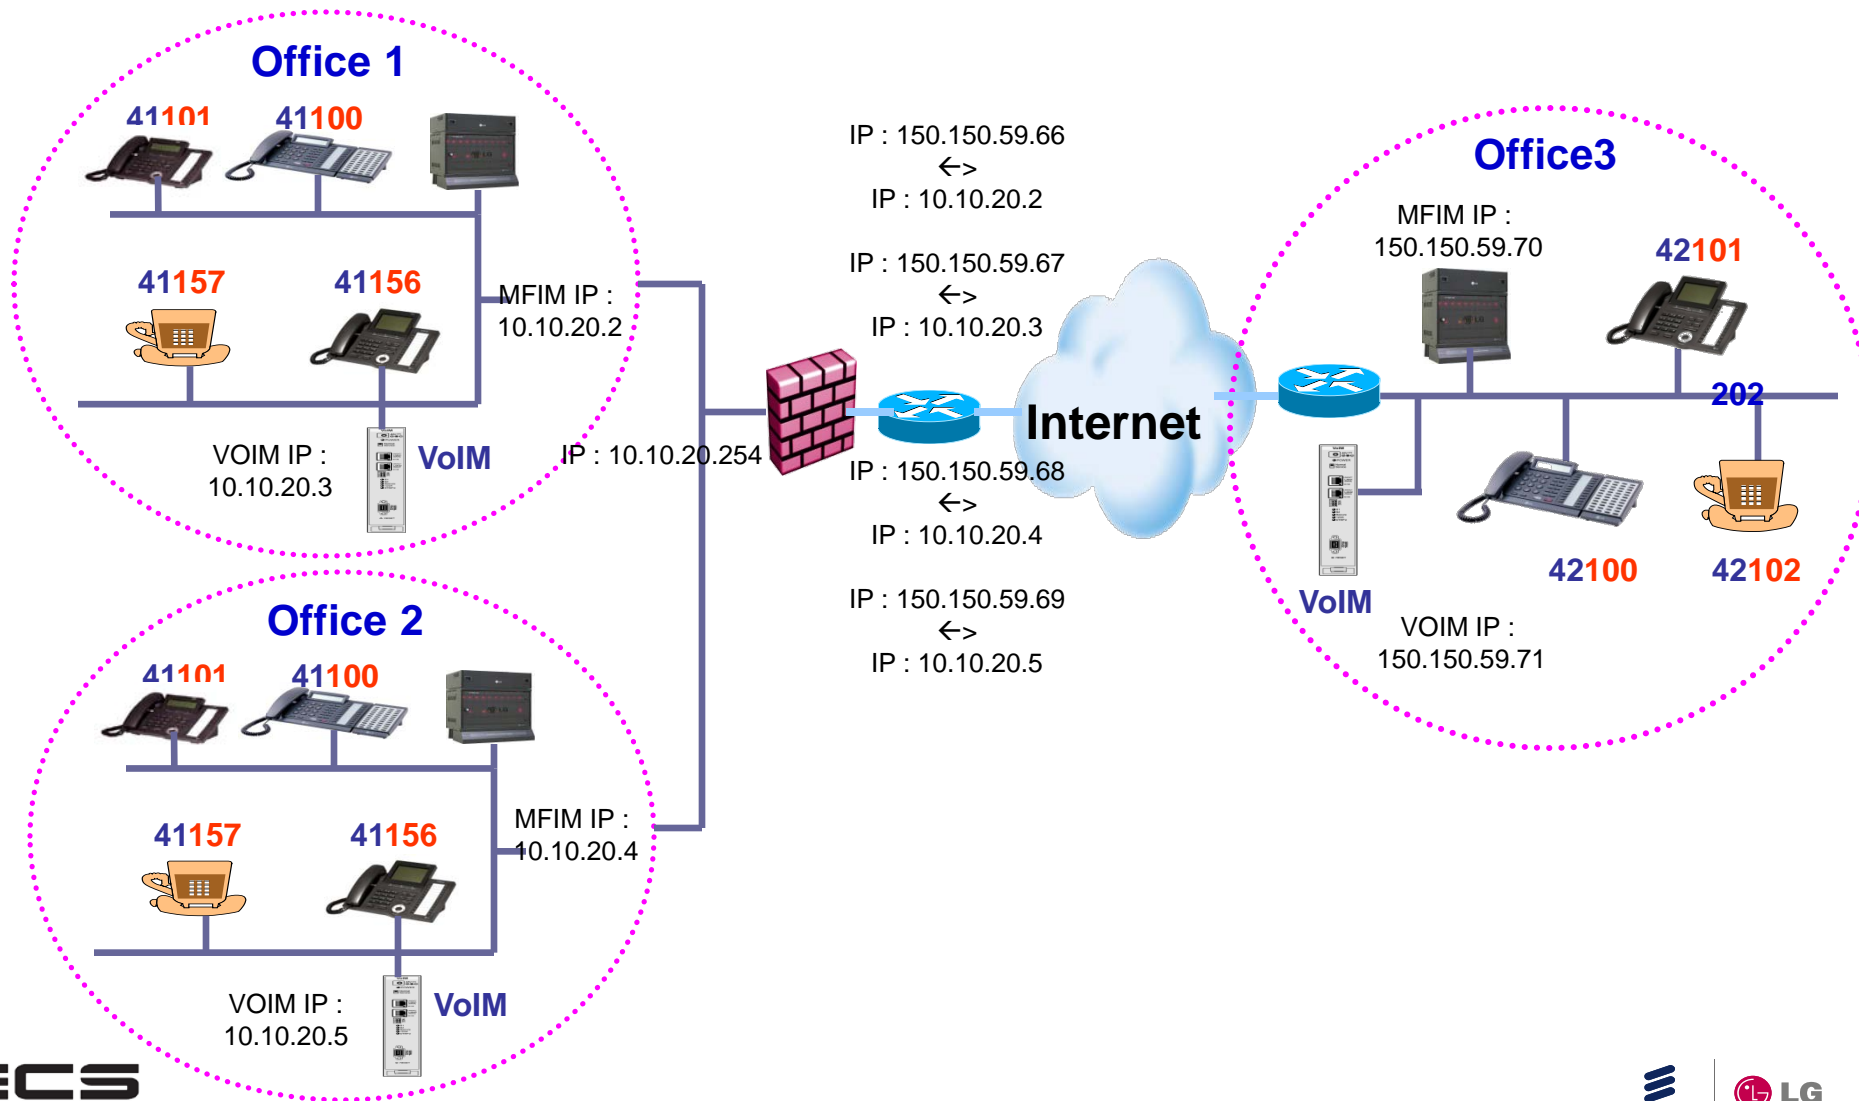 Office 1
41101
41100
41157
41156
MFIM IP :
10.10.20.2
VOIM IP :
10.10.20.3
VoIM
Office 2
41101
41100
41157
41156
MFIM IP :
10.10.20.4
VOIM IP :
10.10.20.5
VoIM
IP : 10.10.20.254
IP : 150.150.59.66
<->
IP : 10.10.20.2
IP : 150.150.59.67
<->
IP : 10.10.20.3
Internet
IP : 150.150.59.68
<->
IP : 10.10.20.4
IP : 150.150.59.69
<->
IP : 10.10.20.5
Office3
MFIM IP :
150.150.59.70
42101
202
VoIM
42100
42102
VOIM IP :
150.150.59.71
ECS
LG